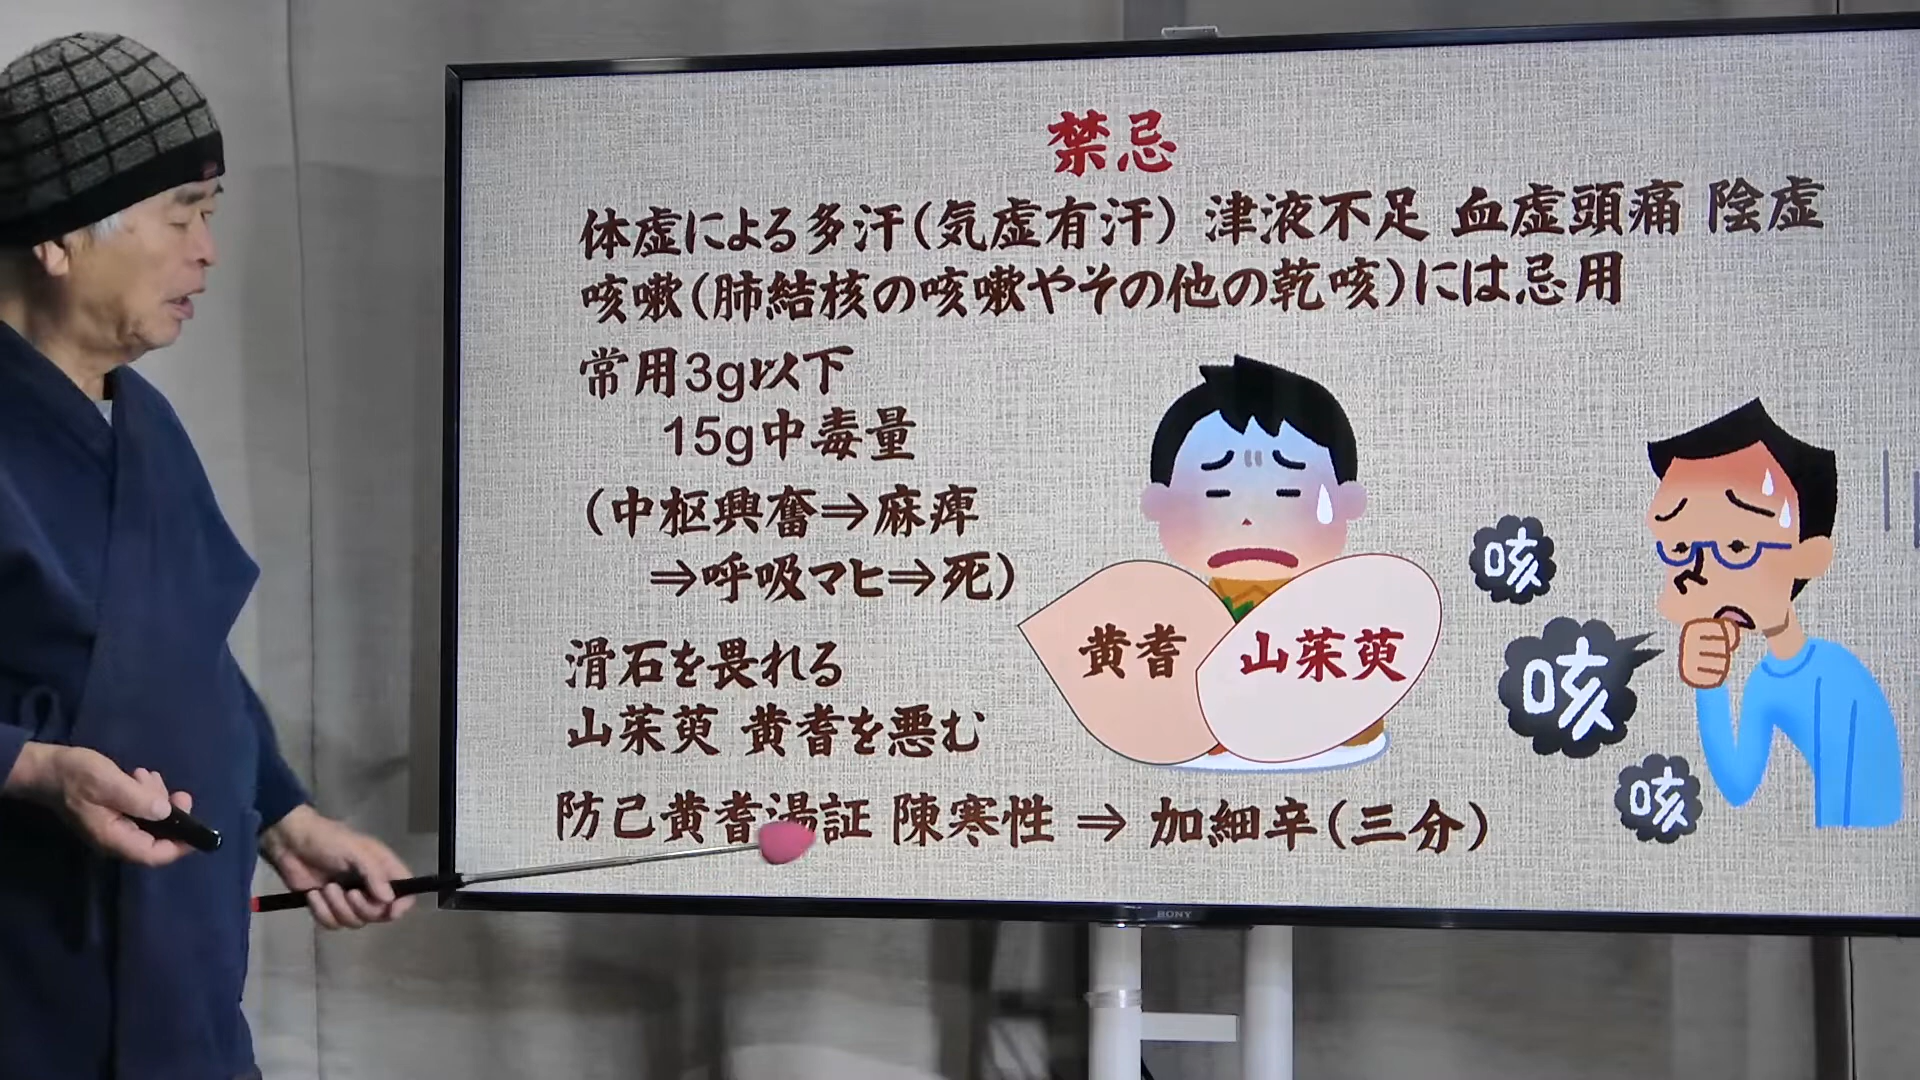 禁忌
体虚による多汗(気虚有汗) 津液不足 血虚頭痛 陰虚
咳嗽(肺結核の咳嗽やその他の乾咳)には忌用
常用3g以下
15g中毒量
(中枢興奮⇒麻痺
⇒呼吸マヒ⇒死)
滑石を畏れる
山茱萸 黄耆を悪む
防己黄耆湯証 陳寒性 ⇒ 加細辛(三分)
黄耆
山茱萸
咳
咳
咳
SONY